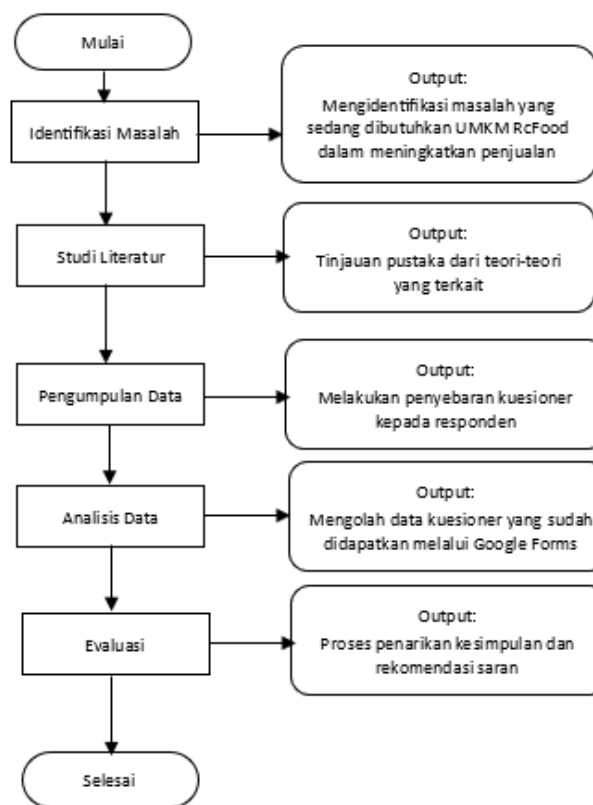 Mulai
Identifikasi Masalah
Output:
Mengidentifikasi masalah yang
sedang dibutuhkan UMKM RcFood
dalam meningkatkan penjualan
Studi Literatur
Output:
Tinjauan pustaka dari teori-teori
yang terkait
Pengumpulan Data
Output:
Melakukan penyebaran kuesioner
kepada responden
Analisis Data
Output:
Mengolah data kuesioner yang sudah
didapatkan melalui Google Forms
Evaluasi
Output:
Proses penarikan kesimpulan dan
rekomendasi saran
Selesai